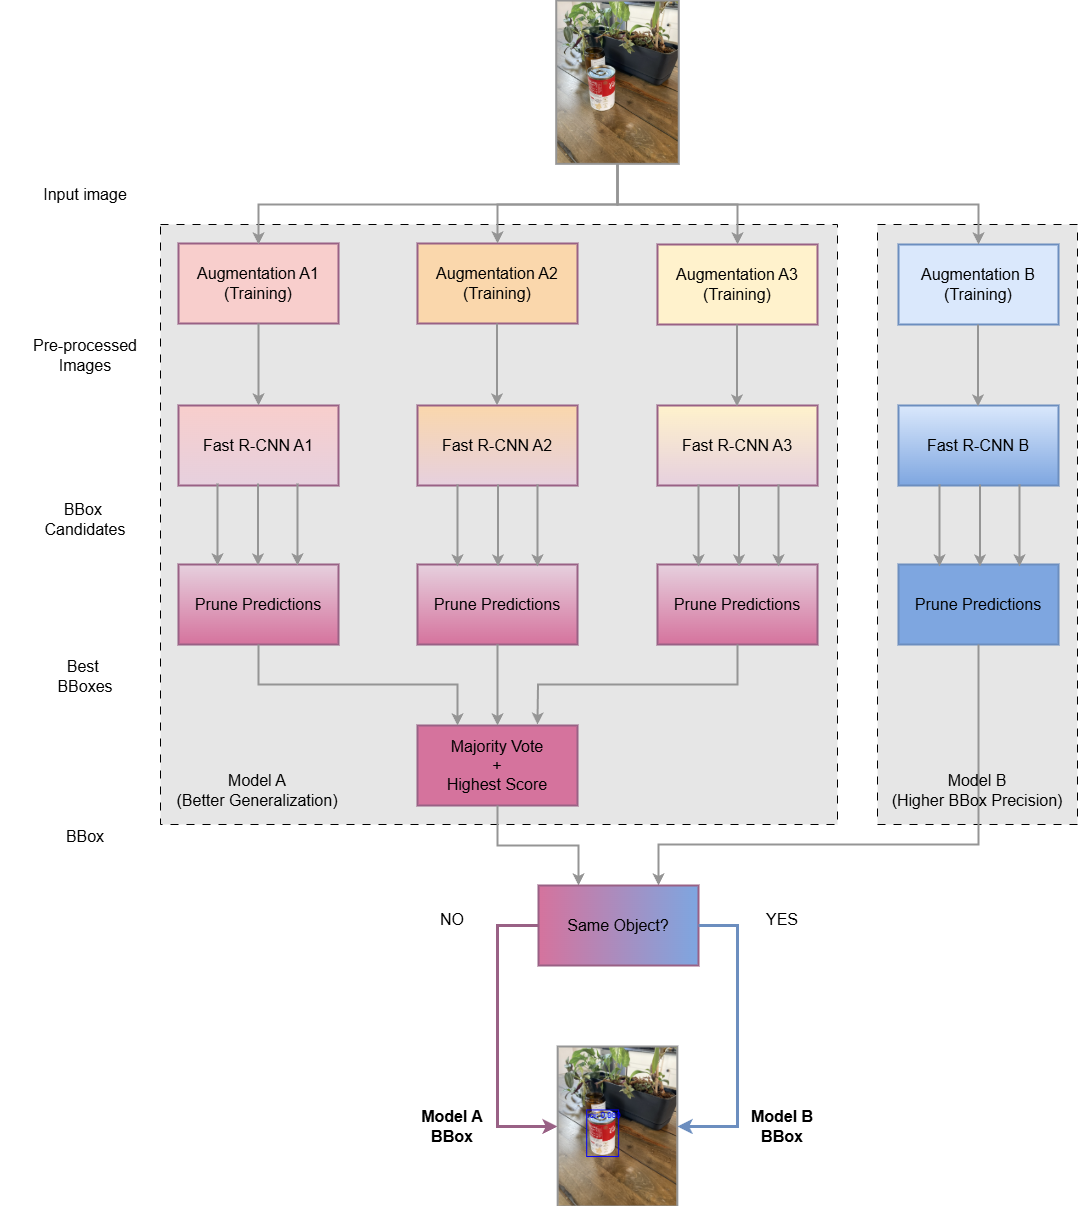 Input image
Augmentation A1
(Training)
Augmentation A2
(Training)
Augmentation A3
(Training)
Augmentation B
(Training)
Pre-processed
Images
Fast R-CNN A1
Fast R-CNN A2
Fast R-CNN A3
Fast R-CNN B
BBox
Candidates
Prune Predictions
Prune Predictions
Prune Predictions
Prune Predictions
Best
BBoxes
Majority Vote
+
Highest Score
Model A
(Better Generalization)
Model B
(Higher BBox Precision)
BBox
NO
Same Object?
YES
Model A
BBox
Model B
BBox